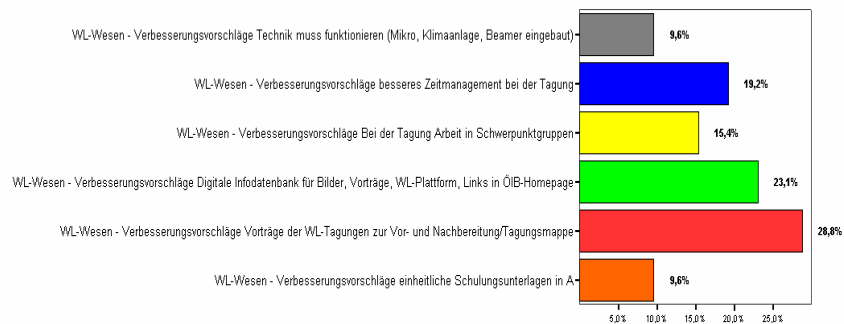 WL-Wesen - Verbesserungsvorschläge Technik muss funktionieren (Mikro, Klimaanlage, Beamer eingebaut)
9,6%
WL-Wesen - Verbesserungsvorschläge besseres Zeitmanagement bei der Tagung
19,2%
WL-Wesen - Verbesserungsvorschläge Bei der Tagung Arbeit in Schwerpunktgruppen
15,4%
WL-Wesen - Verbesserungsvorschläge Digitale Infodatenbank für Bilder, Vorträge, WL-Plattform, Links in ÖIB-Homepage
23,1%
WL-Wesen - Verbesserungsvorschläge Vorträge der WL-Tagungen zur Vor- und Nachbereitung/Tagungsmappe
28,8%
WL-Wesen - Verbesserungsvorschläge einheitliche Schulungsunterlagen in A
9,6%
5,0% 10,0% 15,0% 20,0% 25,0%